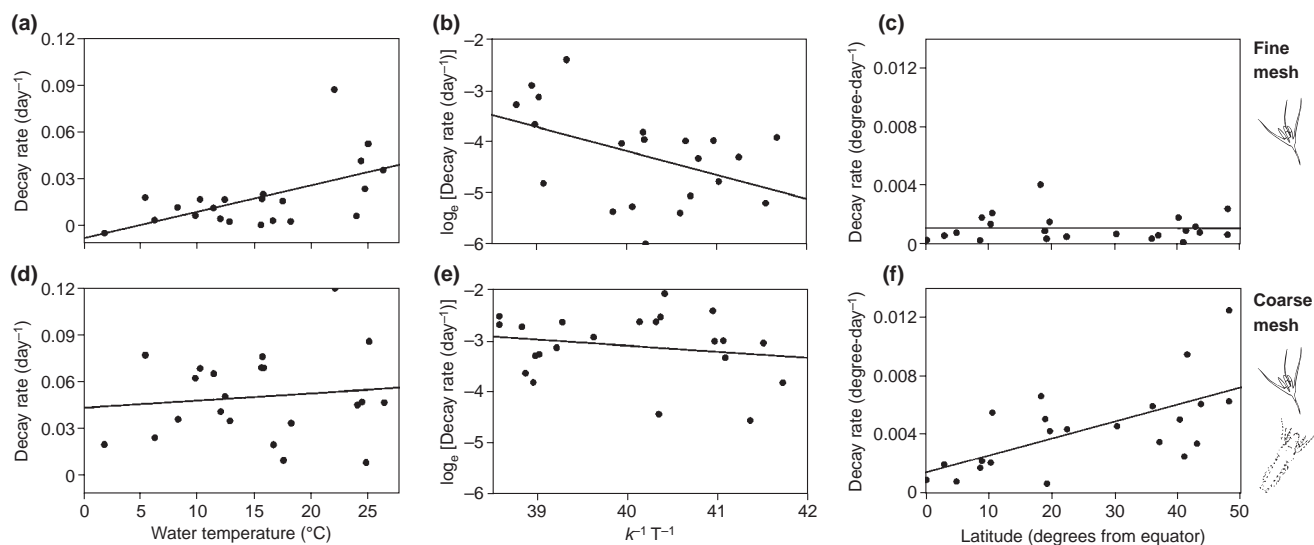 (a)
0.12
0.09
0.06
0.03
0
Decay rate (day⁻¹)
(b)
−2
−3
−4
−5
−6
logₑ [Decay rate (day⁻¹)]
(c)
0.012
0.008
0.004
0
Decay rate (degree-day⁻¹)
Fine
mesh
(d)
0.12
0.09
0.06
0.03
0
Decay rate (day⁻¹)
0 5 10 15 20 25
Water temperature (°C)
(e)
−2
−3
−4
−5
−6
logₑ [Decay rate (day⁻¹)]
39 40 41 42
k⁻¹ T⁻¹
(f)
0.012
0.008
0.004
0
Decay rate (degree-day⁻¹)
0 10 20 30 40 50
Latitude (degrees from equator)
Coarse
mesh